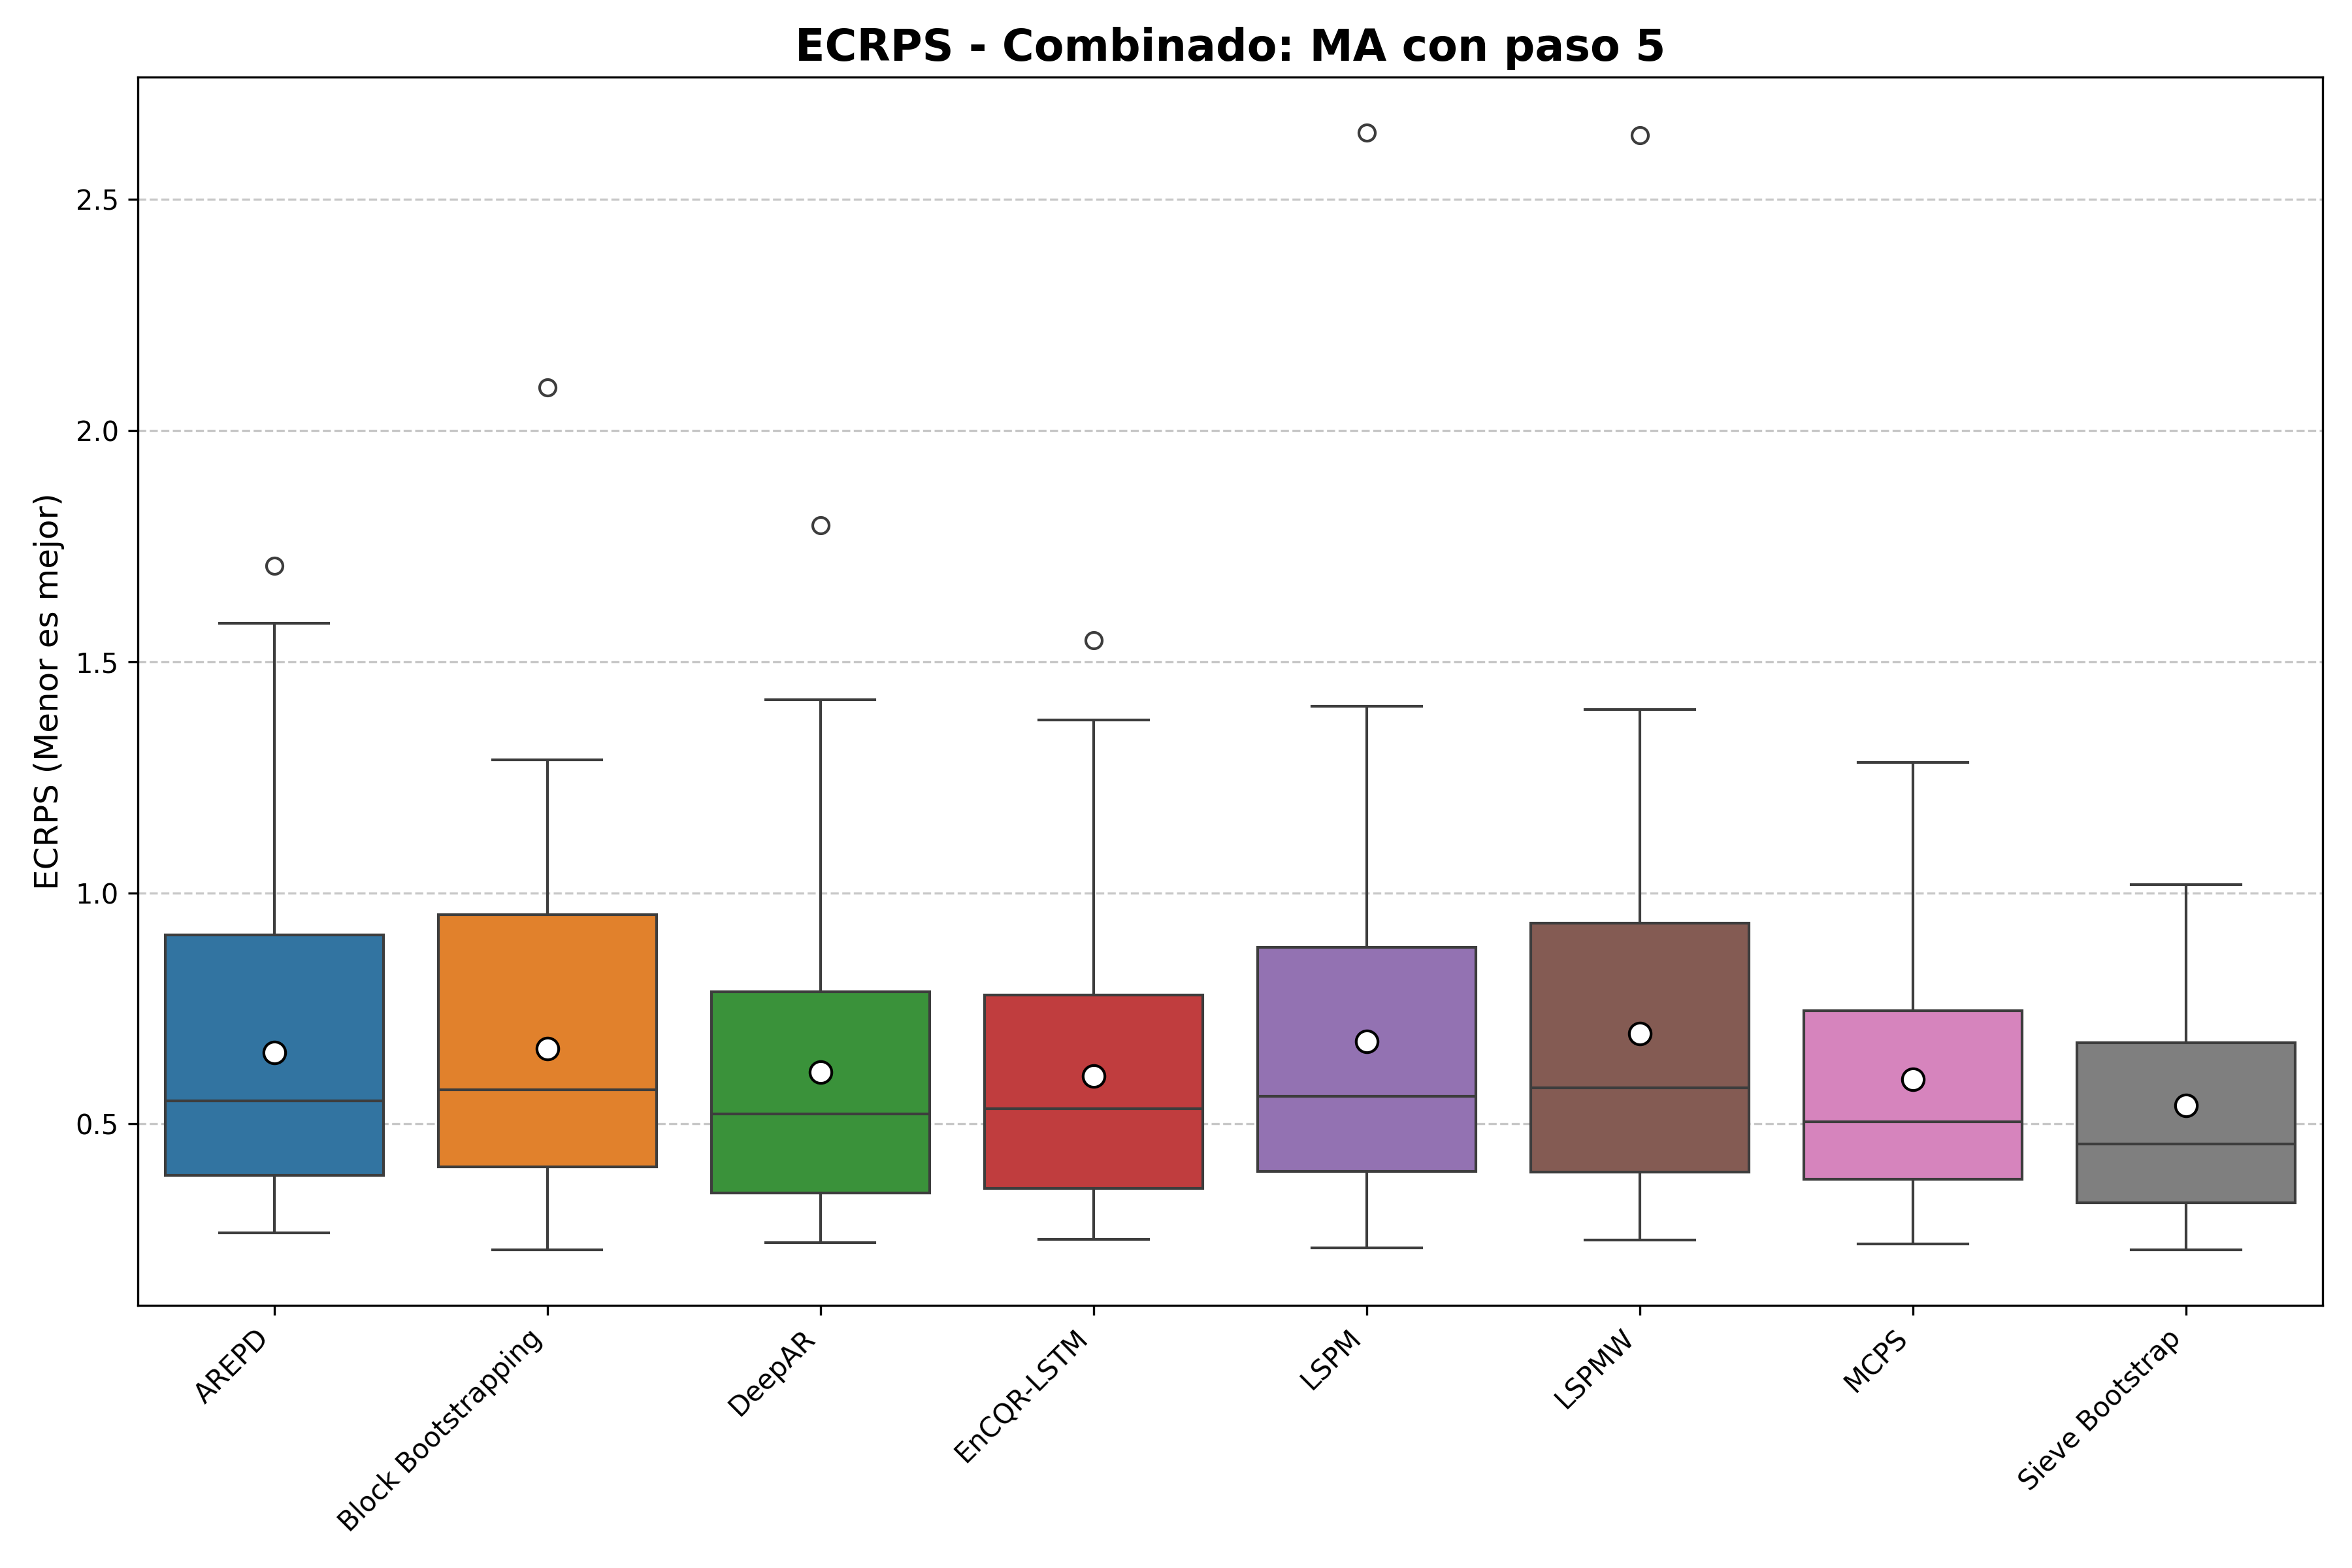 ECRPS - Combinado: MA con paso 5
ECRPS (Menor es mejor)
2.5
2.0
1.5
1.0
0.5
AREPD
Block Bootstrapping
DeepAR
EnCQR-LSTM
LSPM
LSPMW
MCPS
Sieve Bootstrap